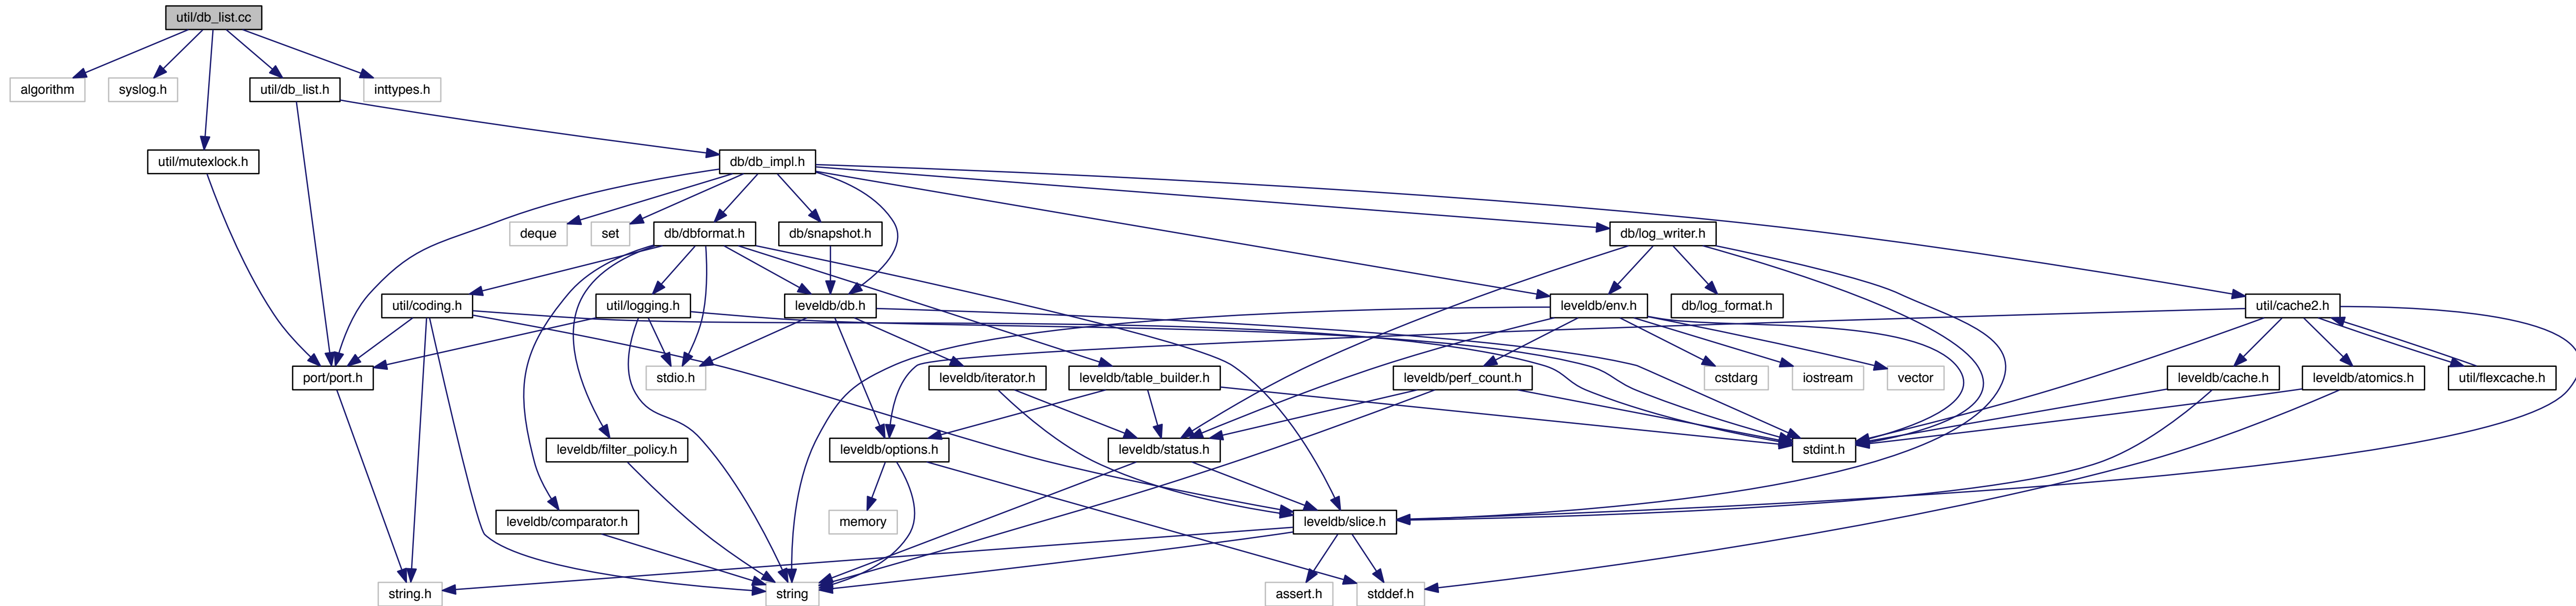 util/db_list.cc
algorithm
syslog.h
util/db_list.h
inttypes.h
util/mutexlock.h
db/db_impl.h
deque
set
db/dbformat.h
db/snapshot.h
db/log_writer.h
util/coding.h
util/logging.h
leveldb/db.h
leveldb/env.h
db/log_format.h
util/cache2.h
port/port.h
stdio.h
leveldb/iterator.h
leveldb/table_builder.h
leveldb/perf_count.h
cstdarg
iostream
vector
leveldb/cache.h
leveldb/atomics.h
util/flexcache.h
leveldb/filter_policy.h
leveldb/options.h
leveldb/status.h
stdint.h
leveldb/comparator.h
memory
leveldb/slice.h
string.h
string
assert.h
stddef.h